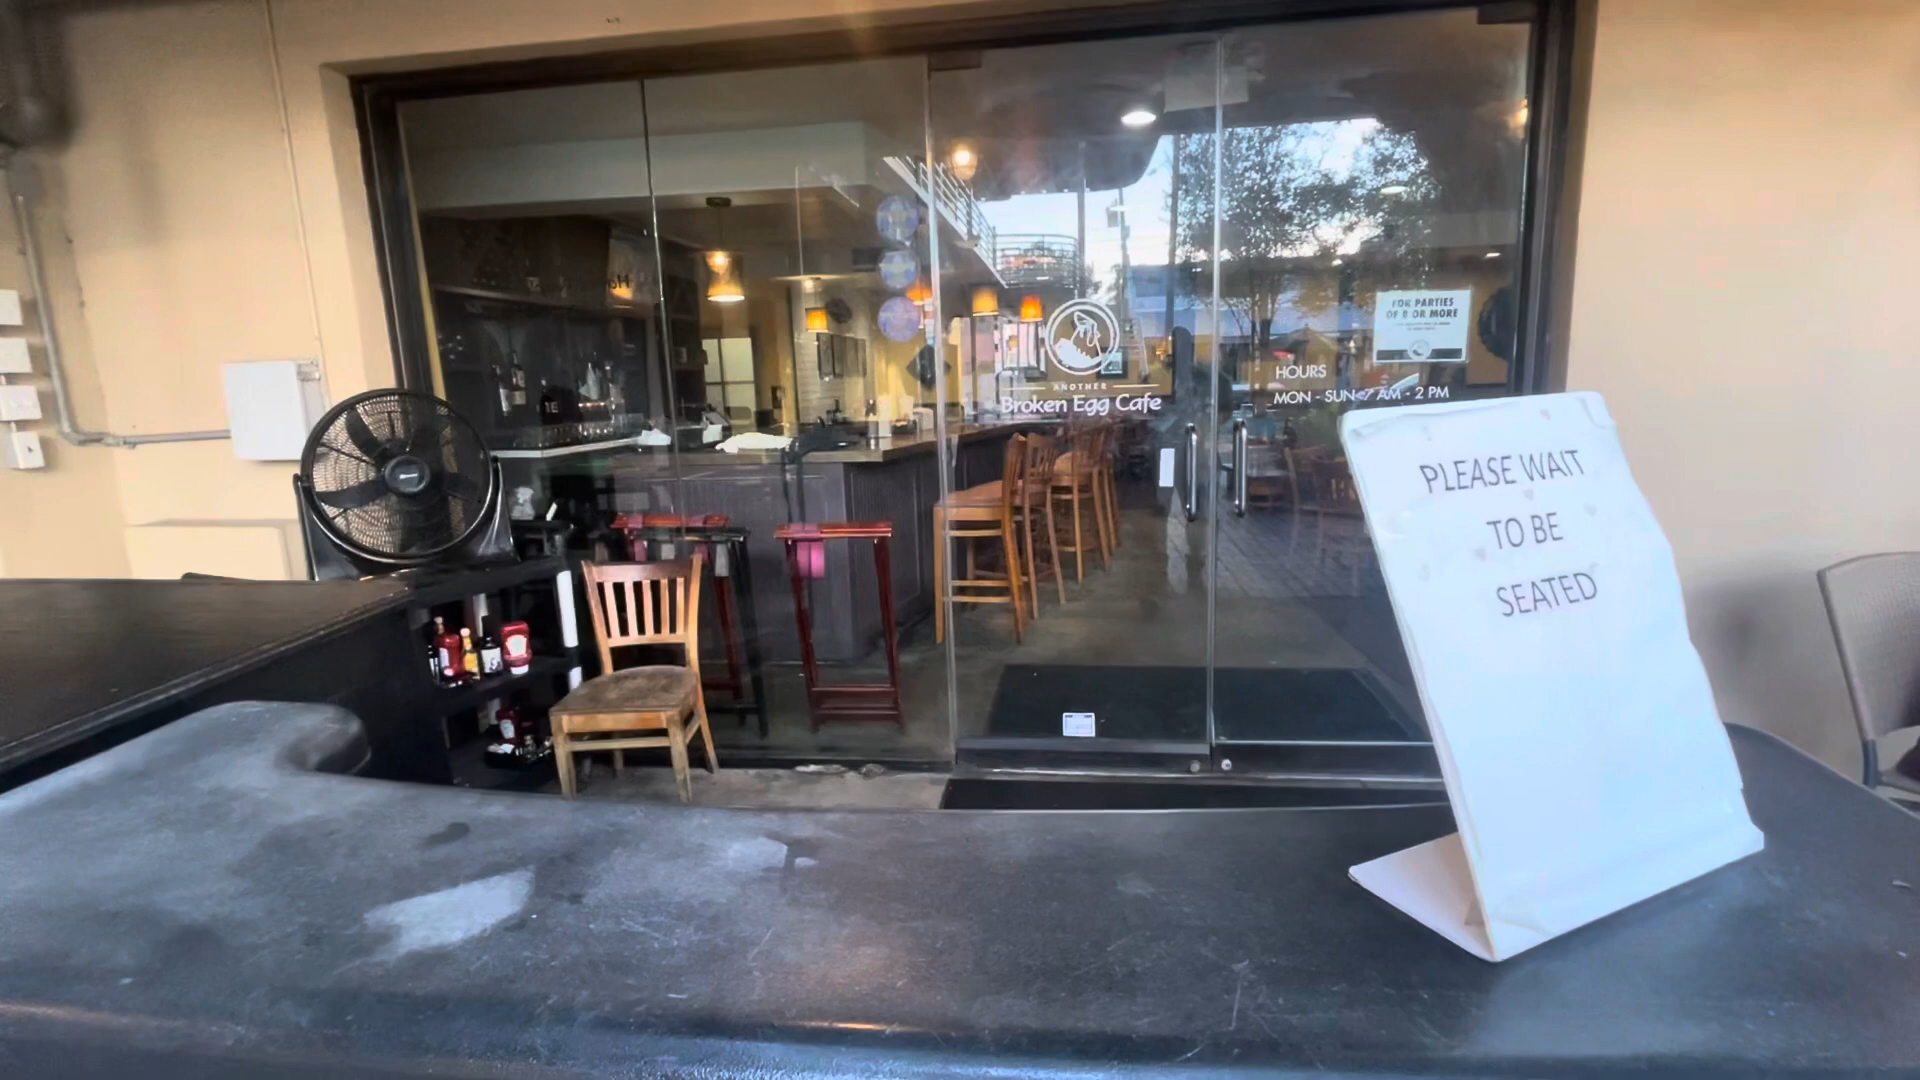 ANOTHER
Broken Egg Cafe
FOR PARTIES
OF 8 OR MORE
HOURS
MON - SUN 7 AM - 2 PM
PLEASE WAIT
TO BE
SEATED